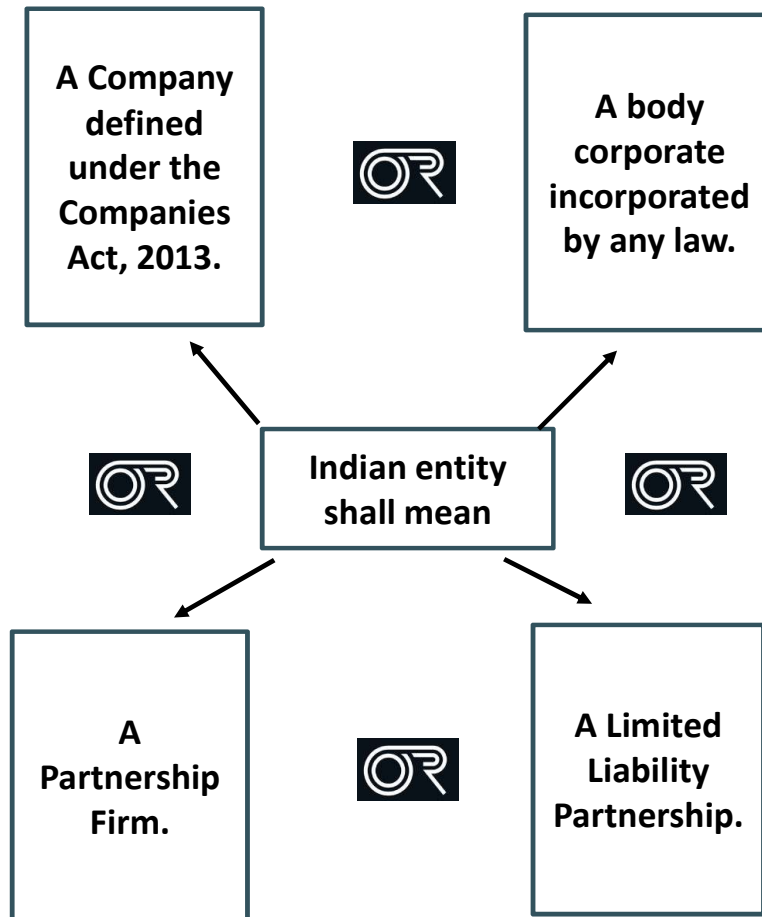 A Company
defined
under the
Companies
Act, 2013.
OR
A body
corporate
incorporated
by any law.
OR
Indian entity
shall mean
OR
A
Partnership
Firm.
OR
A Limited
Liability
Partnership.